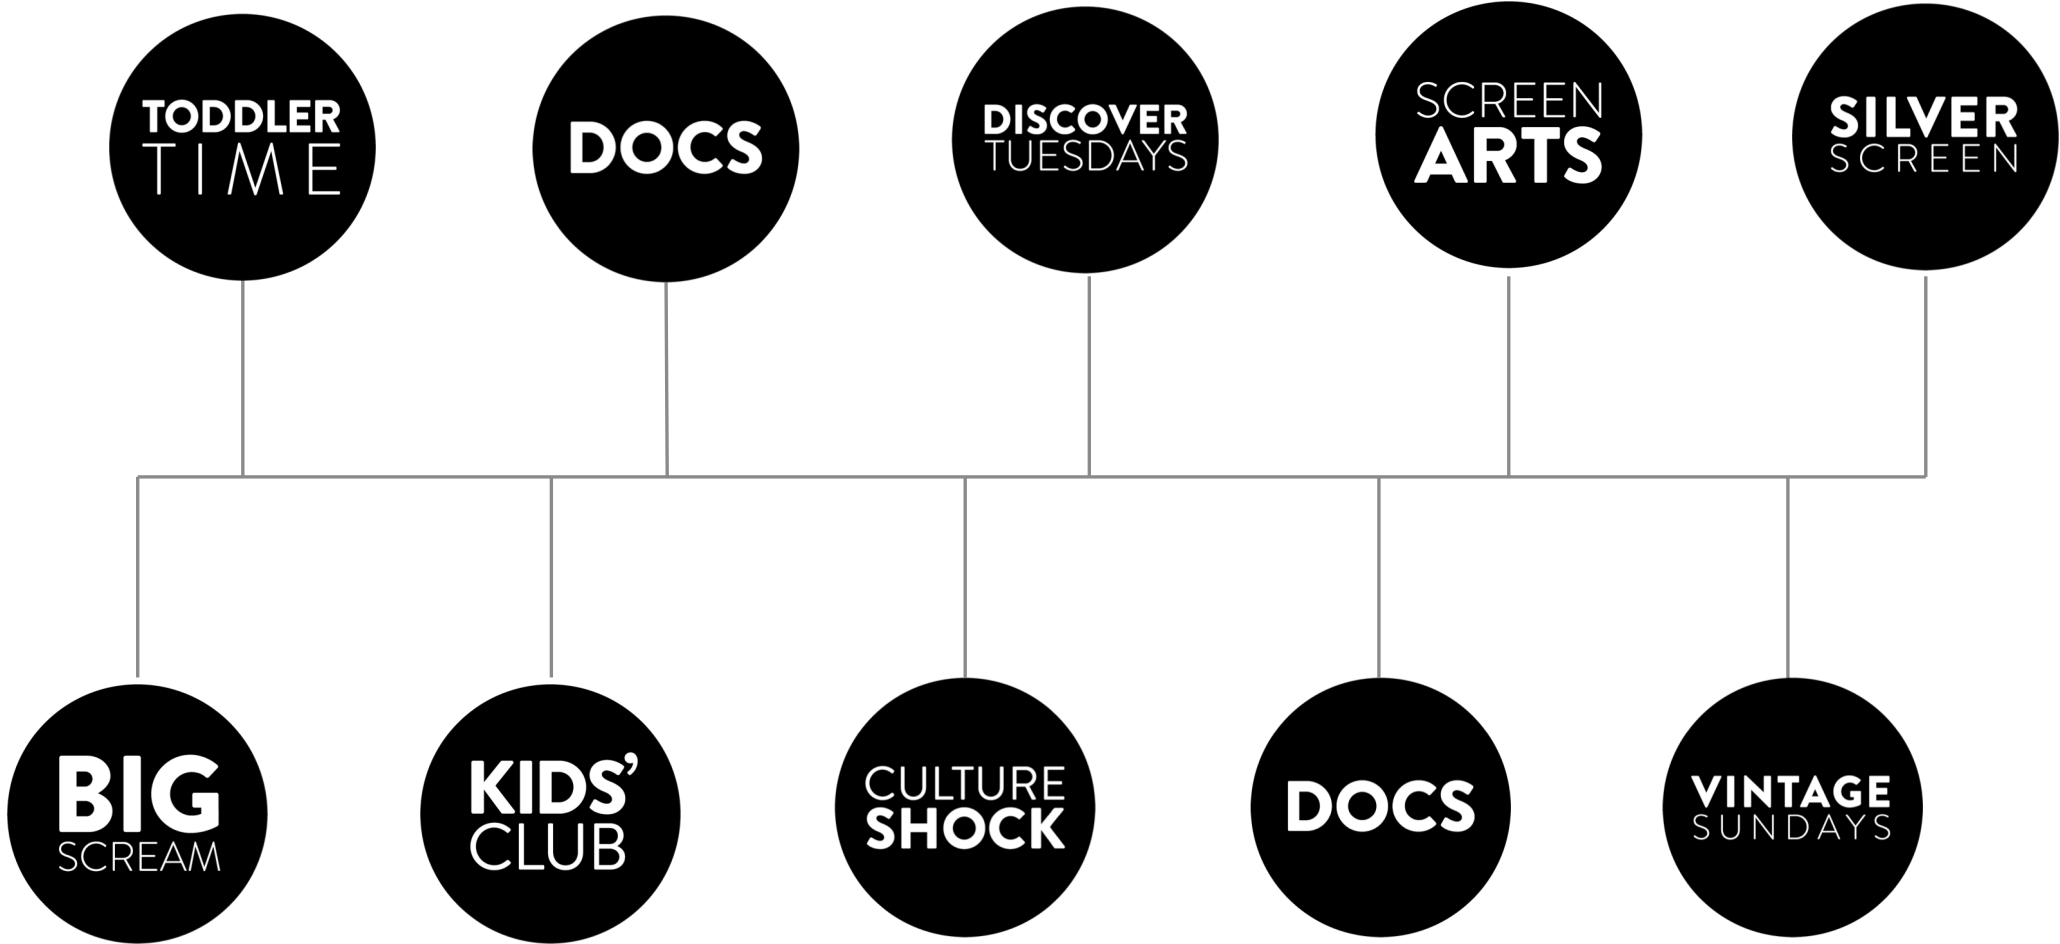 TODDLER
TIME
DOCS
DISCOVER
TUESDAYS
SCREEN
ARTS
SILVER
SCREEN
BIG
SCREAM
KIDS’
CLUB
CULTURE
SHOCK
DOCS
VINTAGE
SUNDAYS